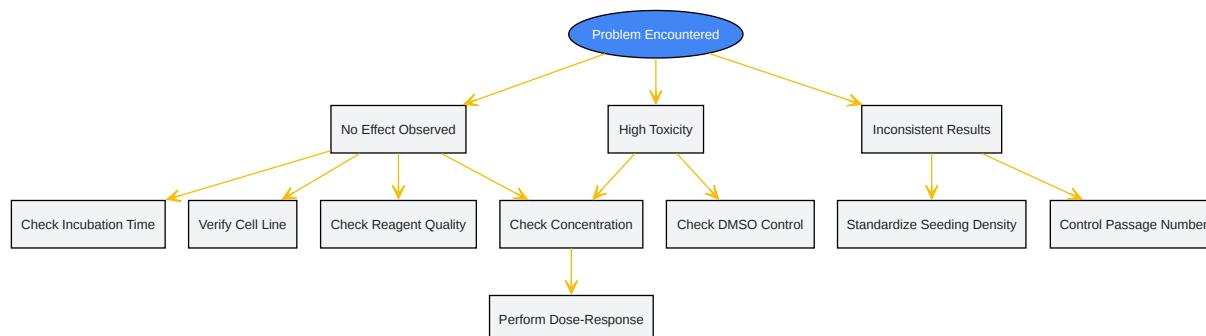 Problem Encountered
No Effect Observed
High Toxicity
Inconsistent Results
Check Incubation Time
Verify Cell Line
Check Reagent Quality
Check Concentration
Check DMSO Control
Standardize Seeding Density
Control Passage Number
Perform Dose-Response